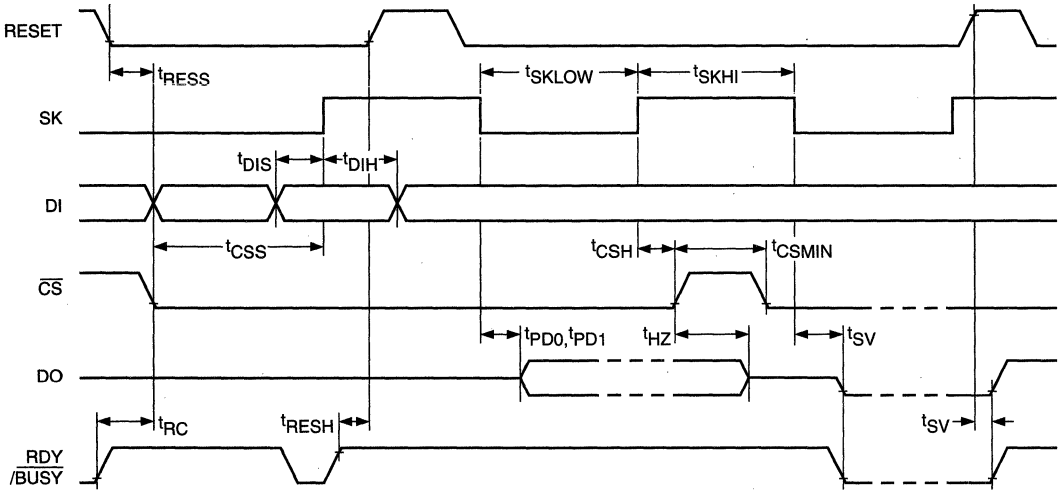 RESET
tRESS
tSKLOW
tSKHI
SK
tDIS
tDIH
DI
tCSS
tCSH
tCSMIN
CS
tPD0,tPD1
tHZ
tSV
DO
tRC
tRESH
tSV
RDY
/BUSY